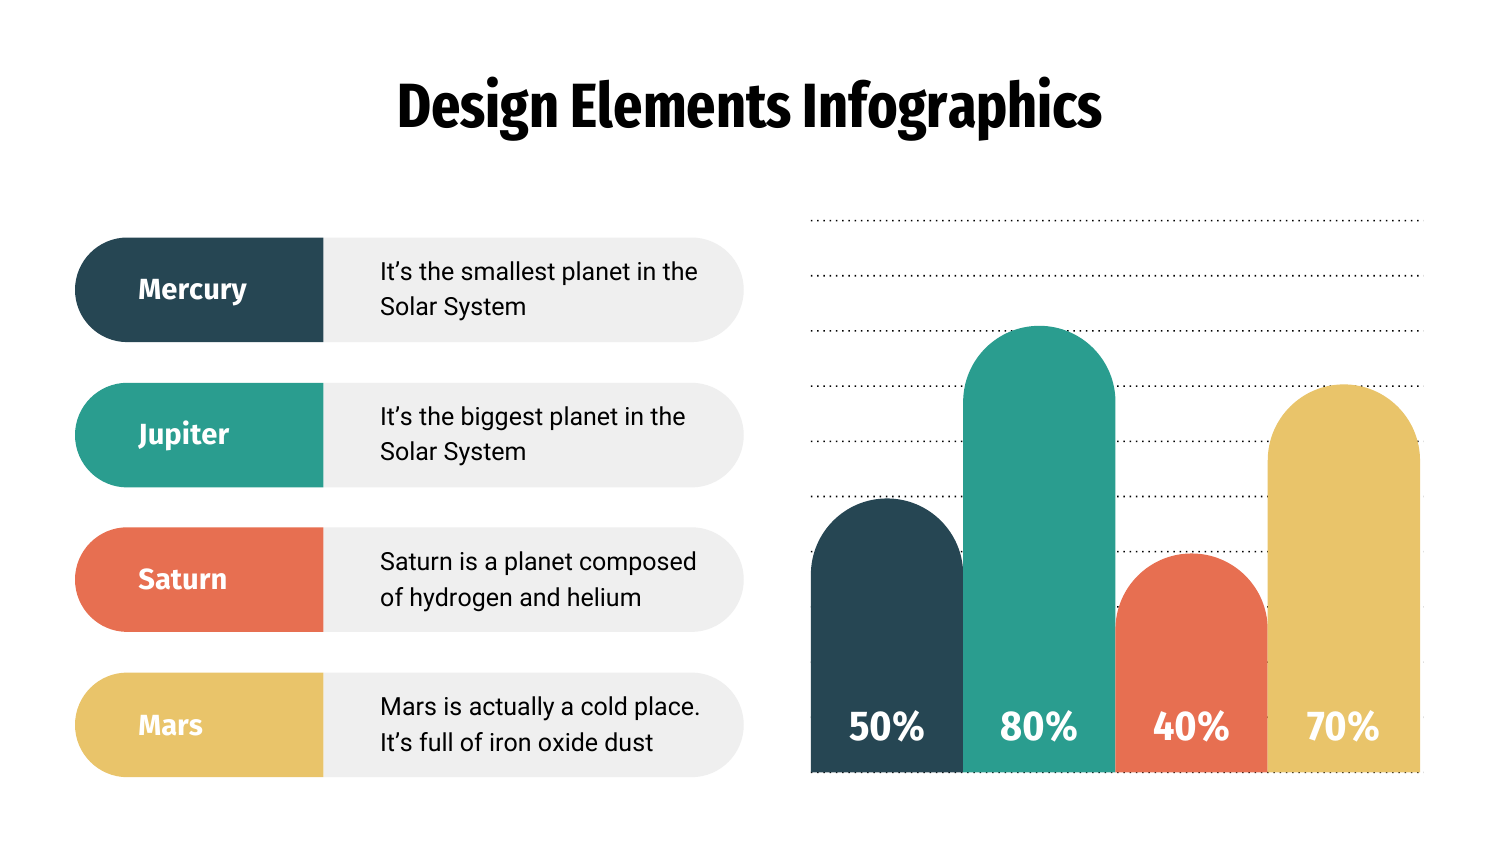 Design Elements Infographics
Mercury
It’s the smallest planet in the
Solar System
Jupiter
It’s the biggest planet in the
Solar System
Saturn
Saturn is a planet composed
of hydrogen and helium
Mars
Mars is actually a cold place.
It’s full of iron oxide dust
50% 80% 40% 70%